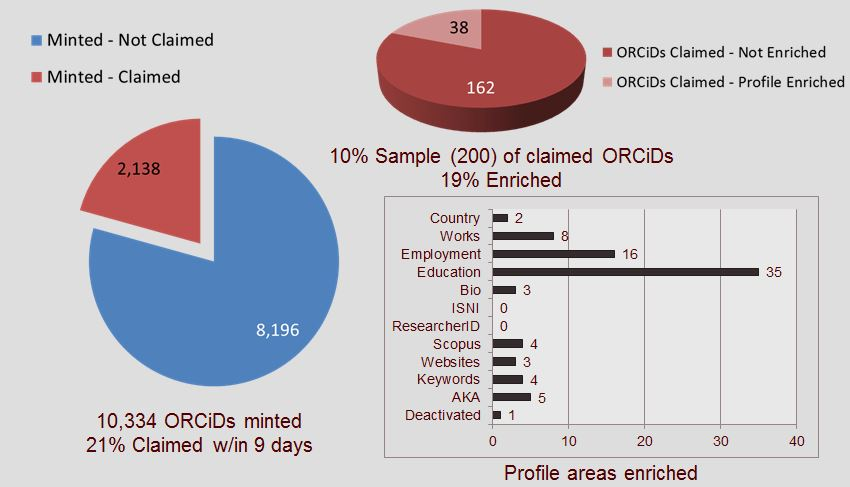 Minted - Not Claimed
Minted - Claimed
2,138
8,196
10,334 ORCiDs minted
21% Claimed w/in 9 days
38
162
ORCiDs Claimed - Not Enriched
ORCiDs Claimed - Profile Enriched
10% Sample (200) of claimed ORCiDs
19% Enriched
Country 2
Works 8
Employment 16
Education 35
Bio 3
ISNI 0
ResearcherID 0
Scopus 4
Websites 3
Keywords 4
AKA 5
Deactivated 1
0 10 20 30 40
Profile areas enriched